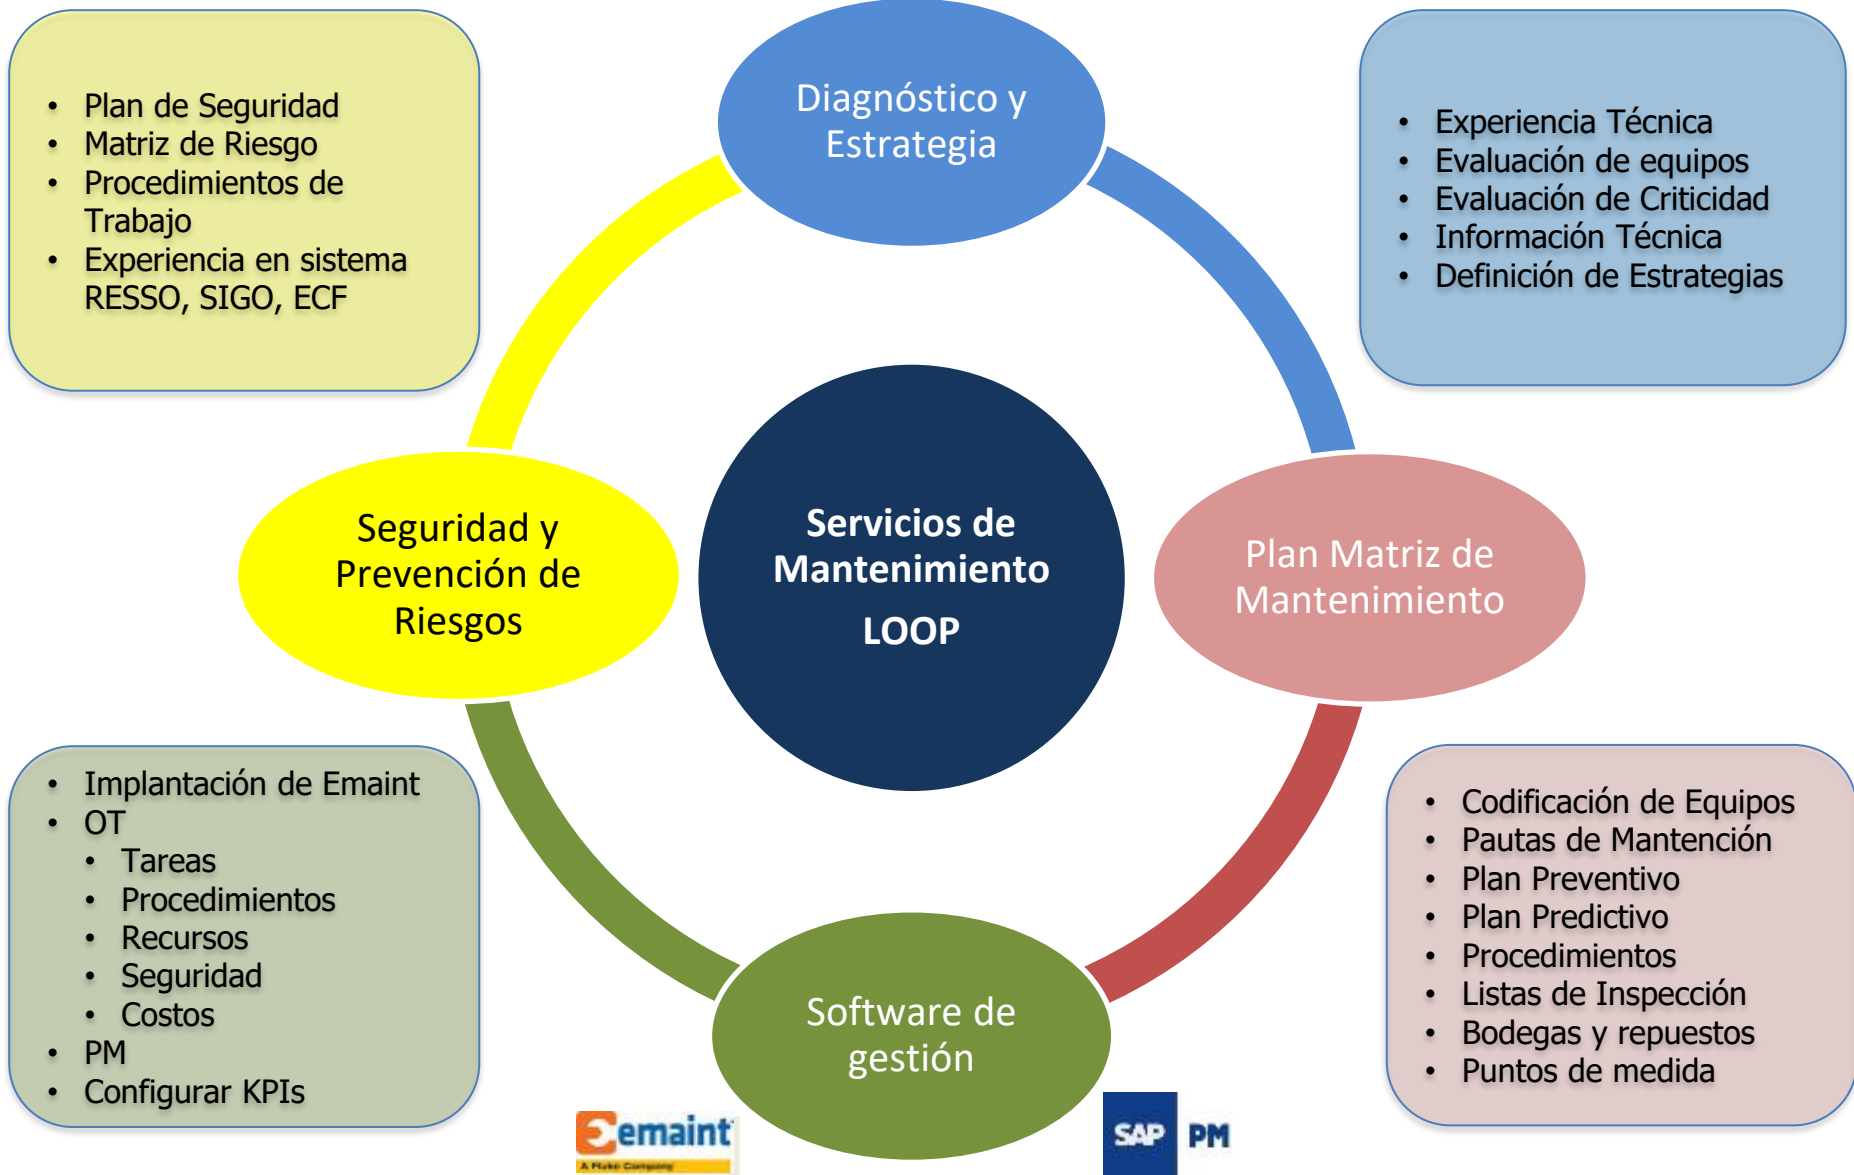 • Plan de Seguridad
• Matriz de Riesgo
• Procedimientos de
Trabajo
• Experiencia en sistema
RESSO, SIGO, ECF
Diagnóstico y
Estrategia
• Experiencia Técnica
• Evaluación de equipos
• Evaluación de Criticidad
• Información Técnica
• Definición de Estrategias
Seguridad y
Prevención de
Riesgos
Servicios de
Mantenimiento
LOOP
Plan Matriz de
Mantenimiento
• Implantación de Emaint
• OT
• Tareas
• Procedimientos
• Recursos
• Seguridad
• Costos
• PM
• Configurar KPIs
Software de
gestión
• Codificación de Equipos
• Pautas de Mantención
• Plan Preventivo
• Plan Predictivo
• Procedimientos
• Listas de Inspección
• Bodegas y repuestos
• Puntos de medida
emaint
A Fluke Company
SAP PM